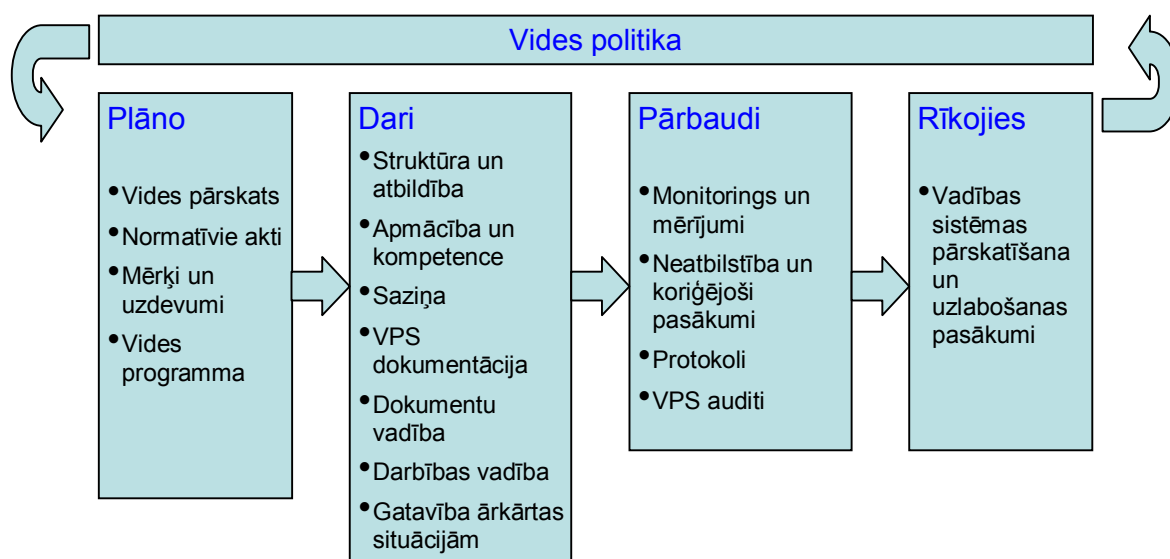 Vides politika
Plāno
Vides pārskats
Normatīvie akti
Mērķi un
uzdevumi
Vides
programma
Dari
Struktūra un
atbildība
Apmācība un
kompetence
Saziņa
VPS
dokumentācija
Dokumentu
vadība
Darbības vadība
Gatavība ārkārtas
situācijām
Pārbaudi
Monitorings un
mērījumi
Neatbilstība un
koriģējoši
pasākumi
Protokoli
VPS auditi
Rīkojies
Vadības
sistēmas
pārskatīšana
un
uzlabošanas
pasākumi